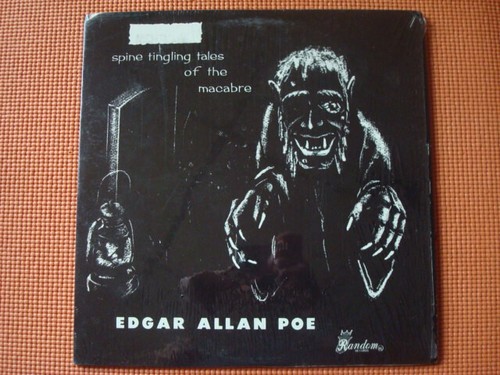 spine tingling tales
of the
macabre
EDGAR ALLAN POE
Random